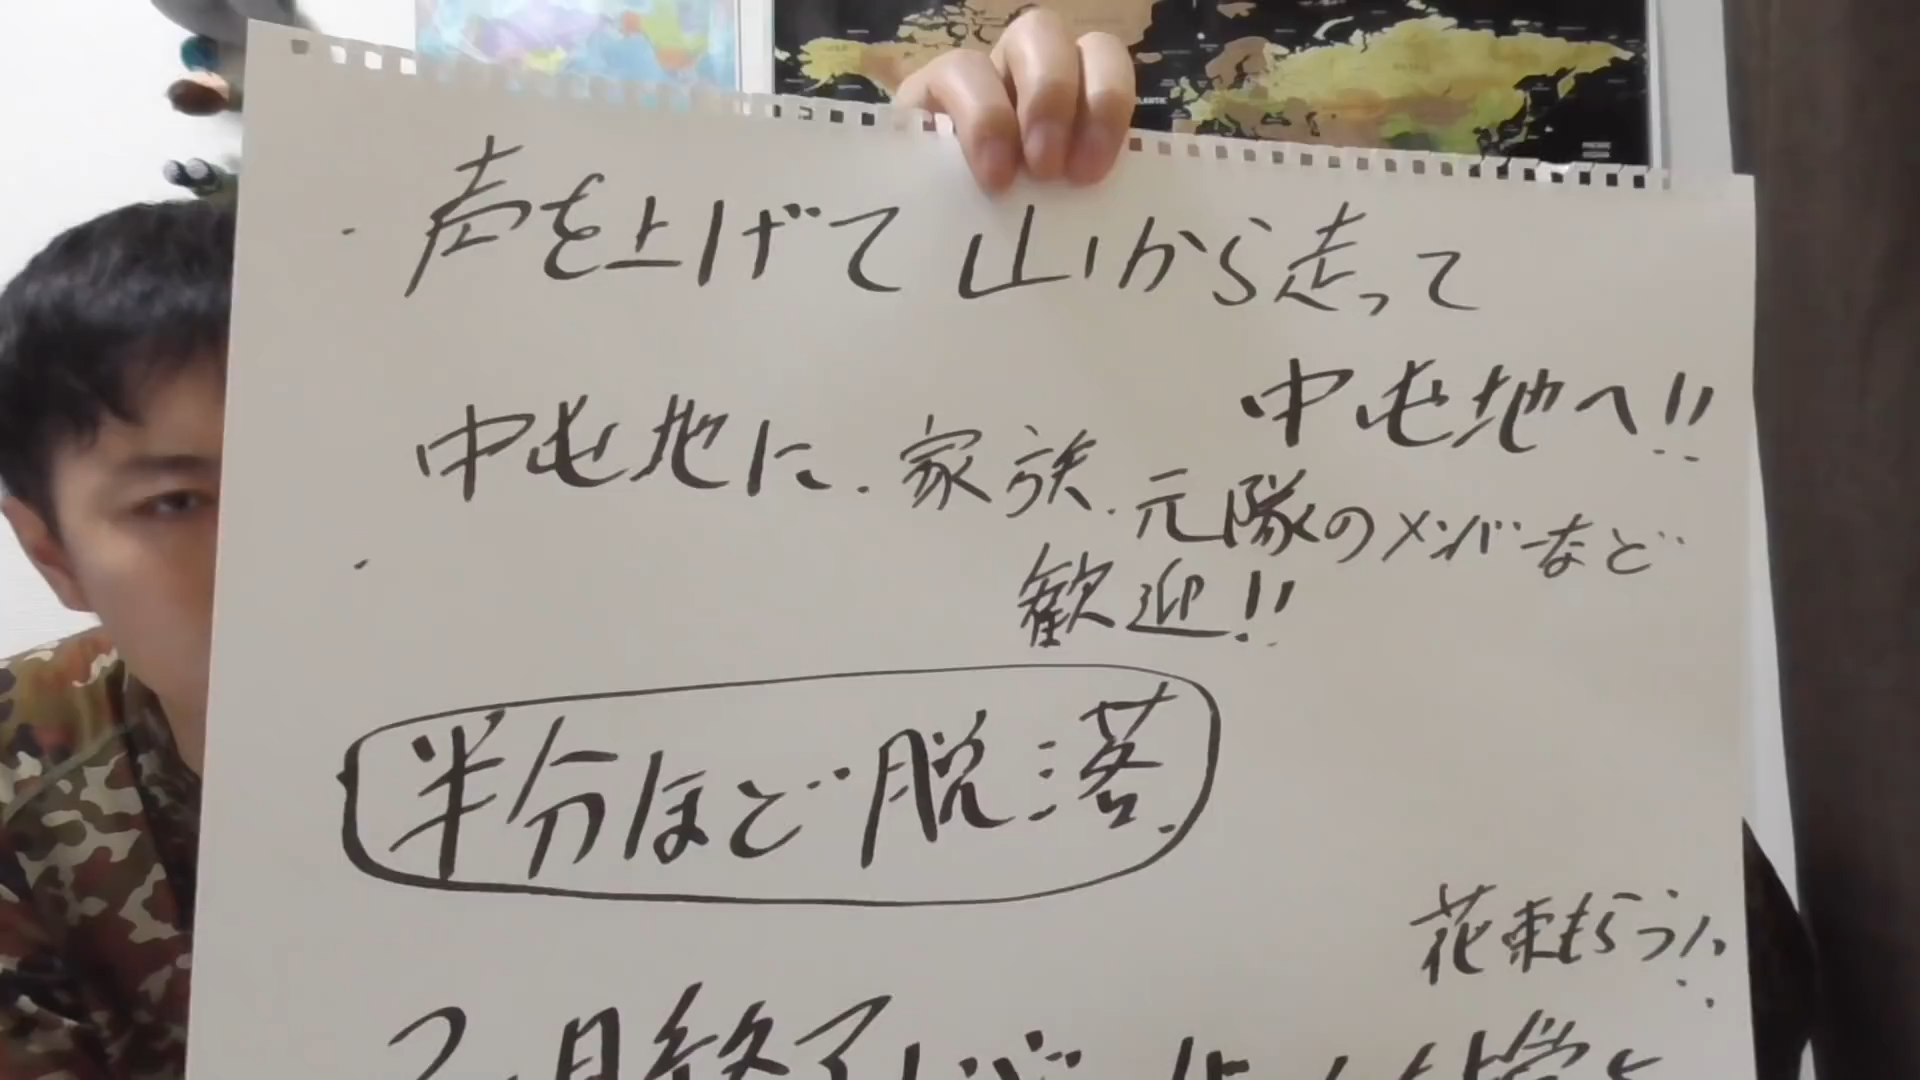 ・声を上げて山から走って
中屯地へ!!
・中屯地に、家族、元隊のメンバーなど
歓迎!!
半分ほど脱落
花束もらう!!